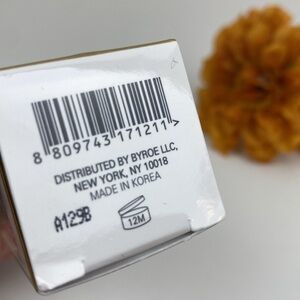 8 809743 171211 >
DISTRIBUTED BY BYROE LLC,
NEW YORK, NY 10018
MADE IN KOREA
A129B
12M